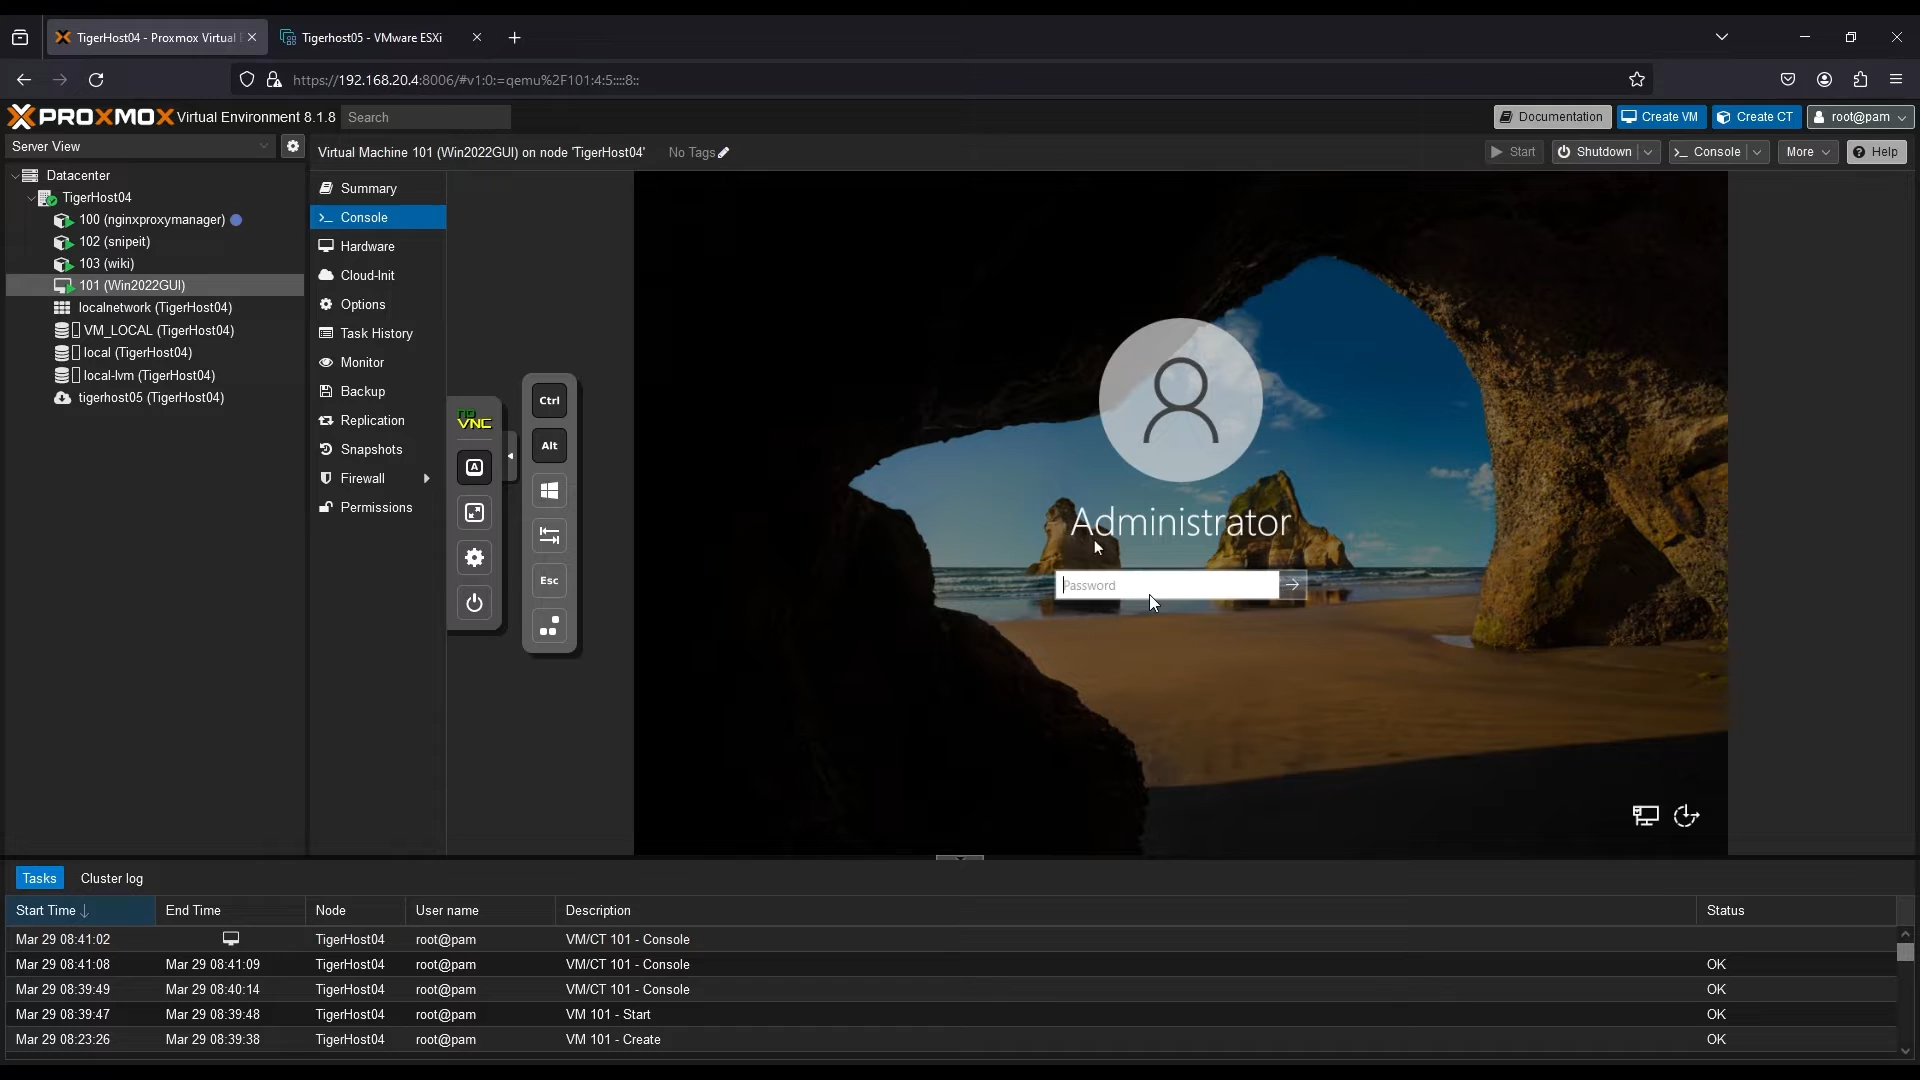 TigerHost04 - Proxmox Virtual E
Tigerhost05 - VMware ESXi
https://192.168.20.4:8006/#v1:0:=qemu%2F101:4:5::::8::
PROXMOX Virtual Environment 8.1.8
Search
Documentation
Create VM
Create CT
root@pam
Server View
Virtual Machine 101 (Win2022GUI) on node 'TigerHost04'
No Tags
Start
Shutdown
Console
More
Help
Datacenter
TigerHost04
100 (nginxproxymanager)
102 (snipeit)
103 (wiki)
101 (Win2022GUI)
localnetwork (TigerHost04)
VM_LOCAL (TigerHost04)
local (TigerHost04)
local-lvm (TigerHost04)
tigerhost05 (TigerHost04)
Summary
Console
Hardware
Cloud-Init
Options
Task History
Monitor
Backup
Replication
Snapshots
Firewall
Permissions
no
VNC
A
Ctrl
Alt
Esc
Administrator
Password
Tasks
Cluster log
Start Time
End Time
Node
User name
Description
Status
Mar 29 08:41:02 TigerHost04 root@pam VM/CT 101 - Console
Mar 29 08:41:08 Mar 29 08:41:09 TigerHost04 root@pam VM/CT 101 - Console OK
Mar 29 08:39:49 Mar 29 08:40:14 TigerHost04 root@pam VM/CT 101 - Console OK
Mar 29 08:39:47 Mar 29 08:39:48 TigerHost04 root@pam VM 101 - Start OK
Mar 29 08:23:26 Mar 29 08:39:38 TigerHost04 root@pam VM 101 - Create OK